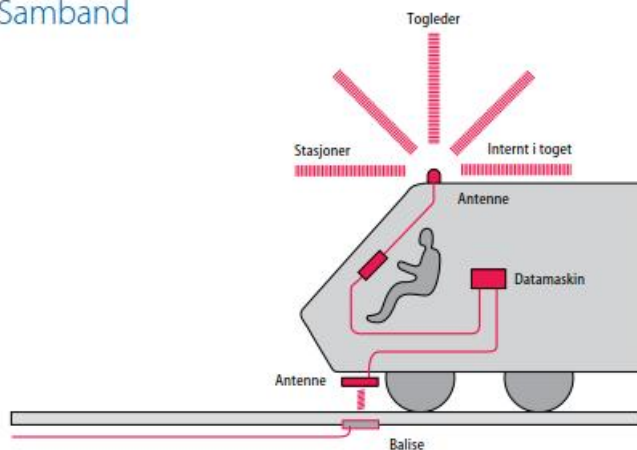 Samband
Togleder
Stasjoner
Internt i toget
Antenne
Datamaskin
Antenne
Balise